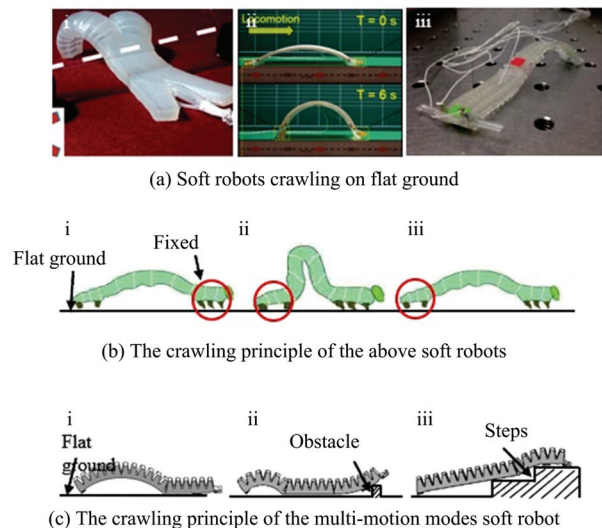 i
ii
iii
Locomotion
T = 0 s
T = 6 s
(a) Soft robots crawling on flat ground
i
ii
iii
Flat ground
Fixed
(b) The crawling principle of the above soft robots
i
ii
iii
Flat
ground
Obstacle
Steps
(c) The crawling principle of the multi-motion modes soft robot